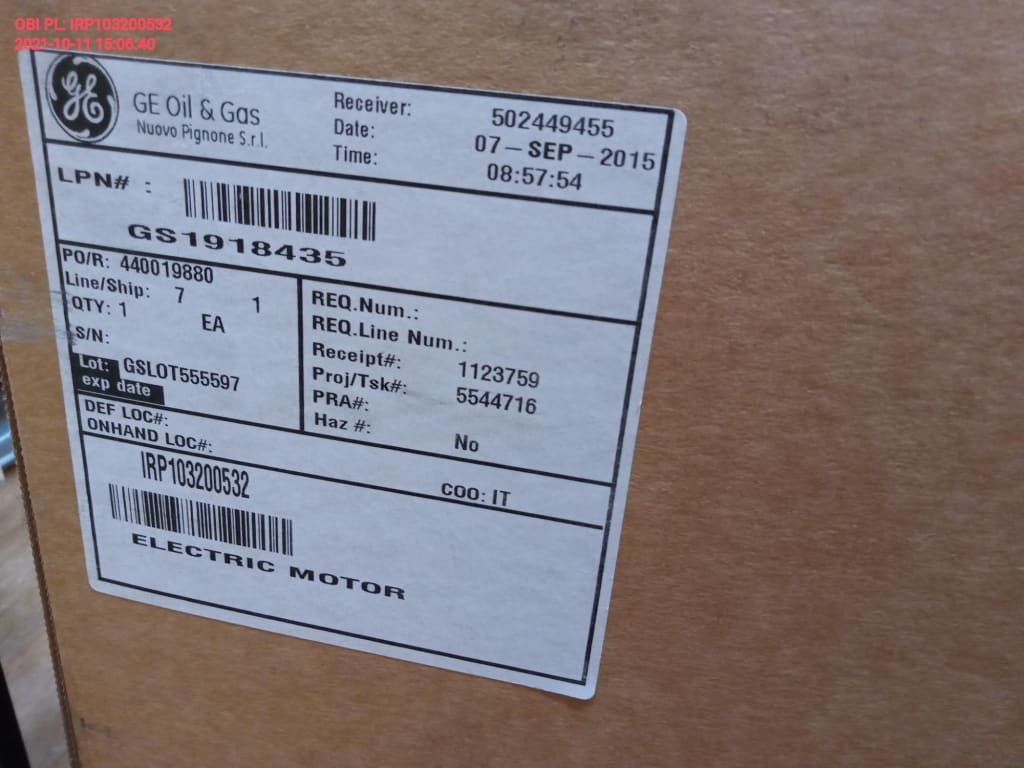 OBI PL: IRP103200532
2021-10-11 15:06:40
GE
GE Oil & Gas
Nuovo Pignone S.r.l.
Receiver: 502449455
Date: 07-SEP-2015
Time: 08:57:54
LPN# :
GS1918435
PO/R: 440019880
Line/Ship: 7 1
QTY: 1 EA
S/N:
Lot: GSLOT555597
exp date
REQ.Num.:
REQ.Line Num.:
Receipt#: 1123759
Proj/Tsk#: 5544716
PRA#:
Haz #: No
DEF LOC#:
ONHAND LOC#:
IRP103200532 COO: IT
ELECTRIC MOTOR